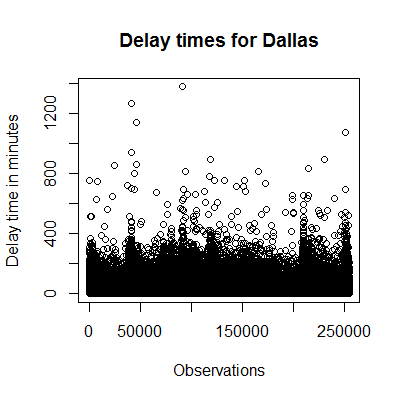 Delay times for Dallas
Delay time in minutes
1200
800
400
0
0 50000 150000 250000
Observations